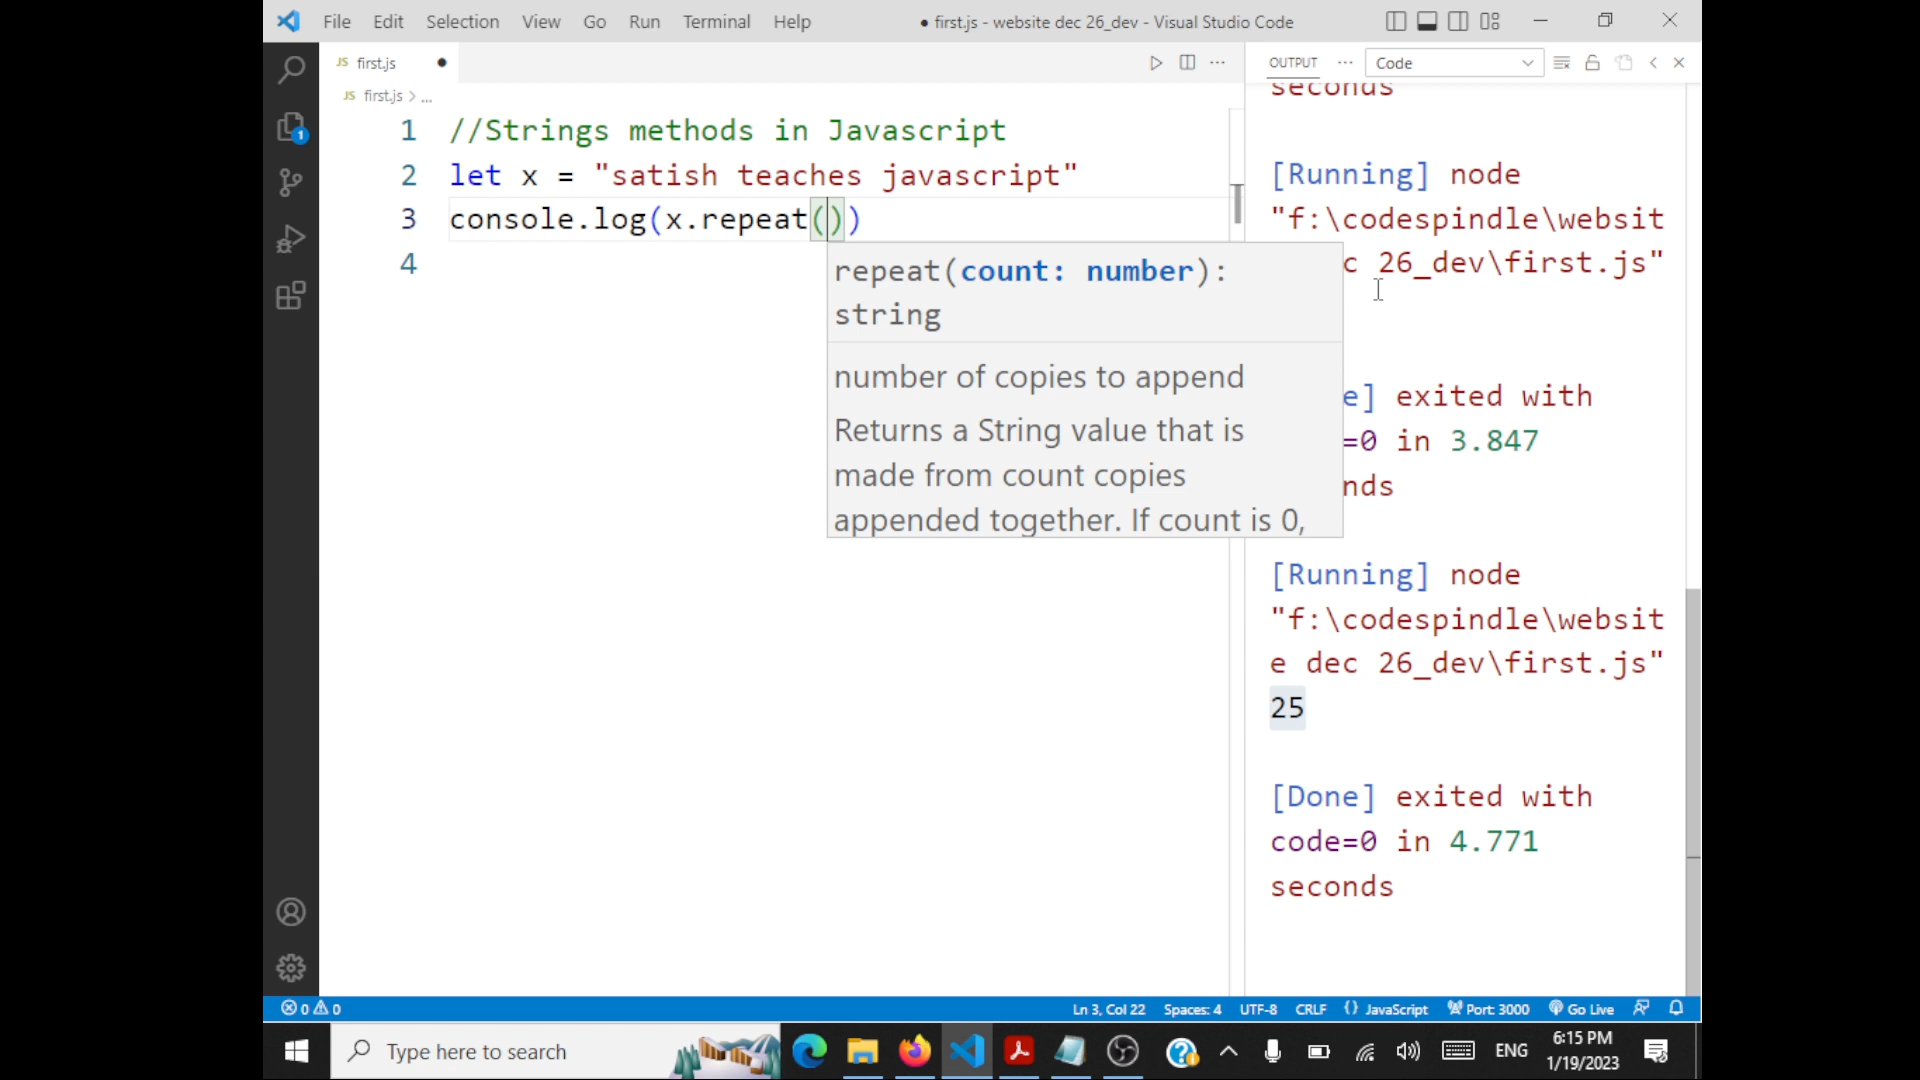 File Edit Selection View Go Run Terminal Help ● first.js - website dec 26_dev - Visual Studio Code
JS first.js ●
JS first.js > ...
1 //Strings methods in Javascript
2 let x = "satish teaches javascript"
3 console.log(x.repeat())
4
repeat(count: number):
string
number of copies to append
Returns a String value that is
made from count copies
appended together. If count is 0,
OUTPUT ... Code
seconds
[Running] node
"f:\codespindle\websit
c 26_dev\first.js"
e] exited with
=0 in 3.847
nds
[Running] node
"f:\codespindle\websit
e dec 26_dev\first.js"
25
[Done] exited with
code=0 in 4.771
seconds
1
0 0 Ln 3, Col 22 Spaces: 4 UTF-8 CRLF {} JavaScript Port: 3000 Go Live
Type here to search
ENG
6:15 PM
1/19/2023